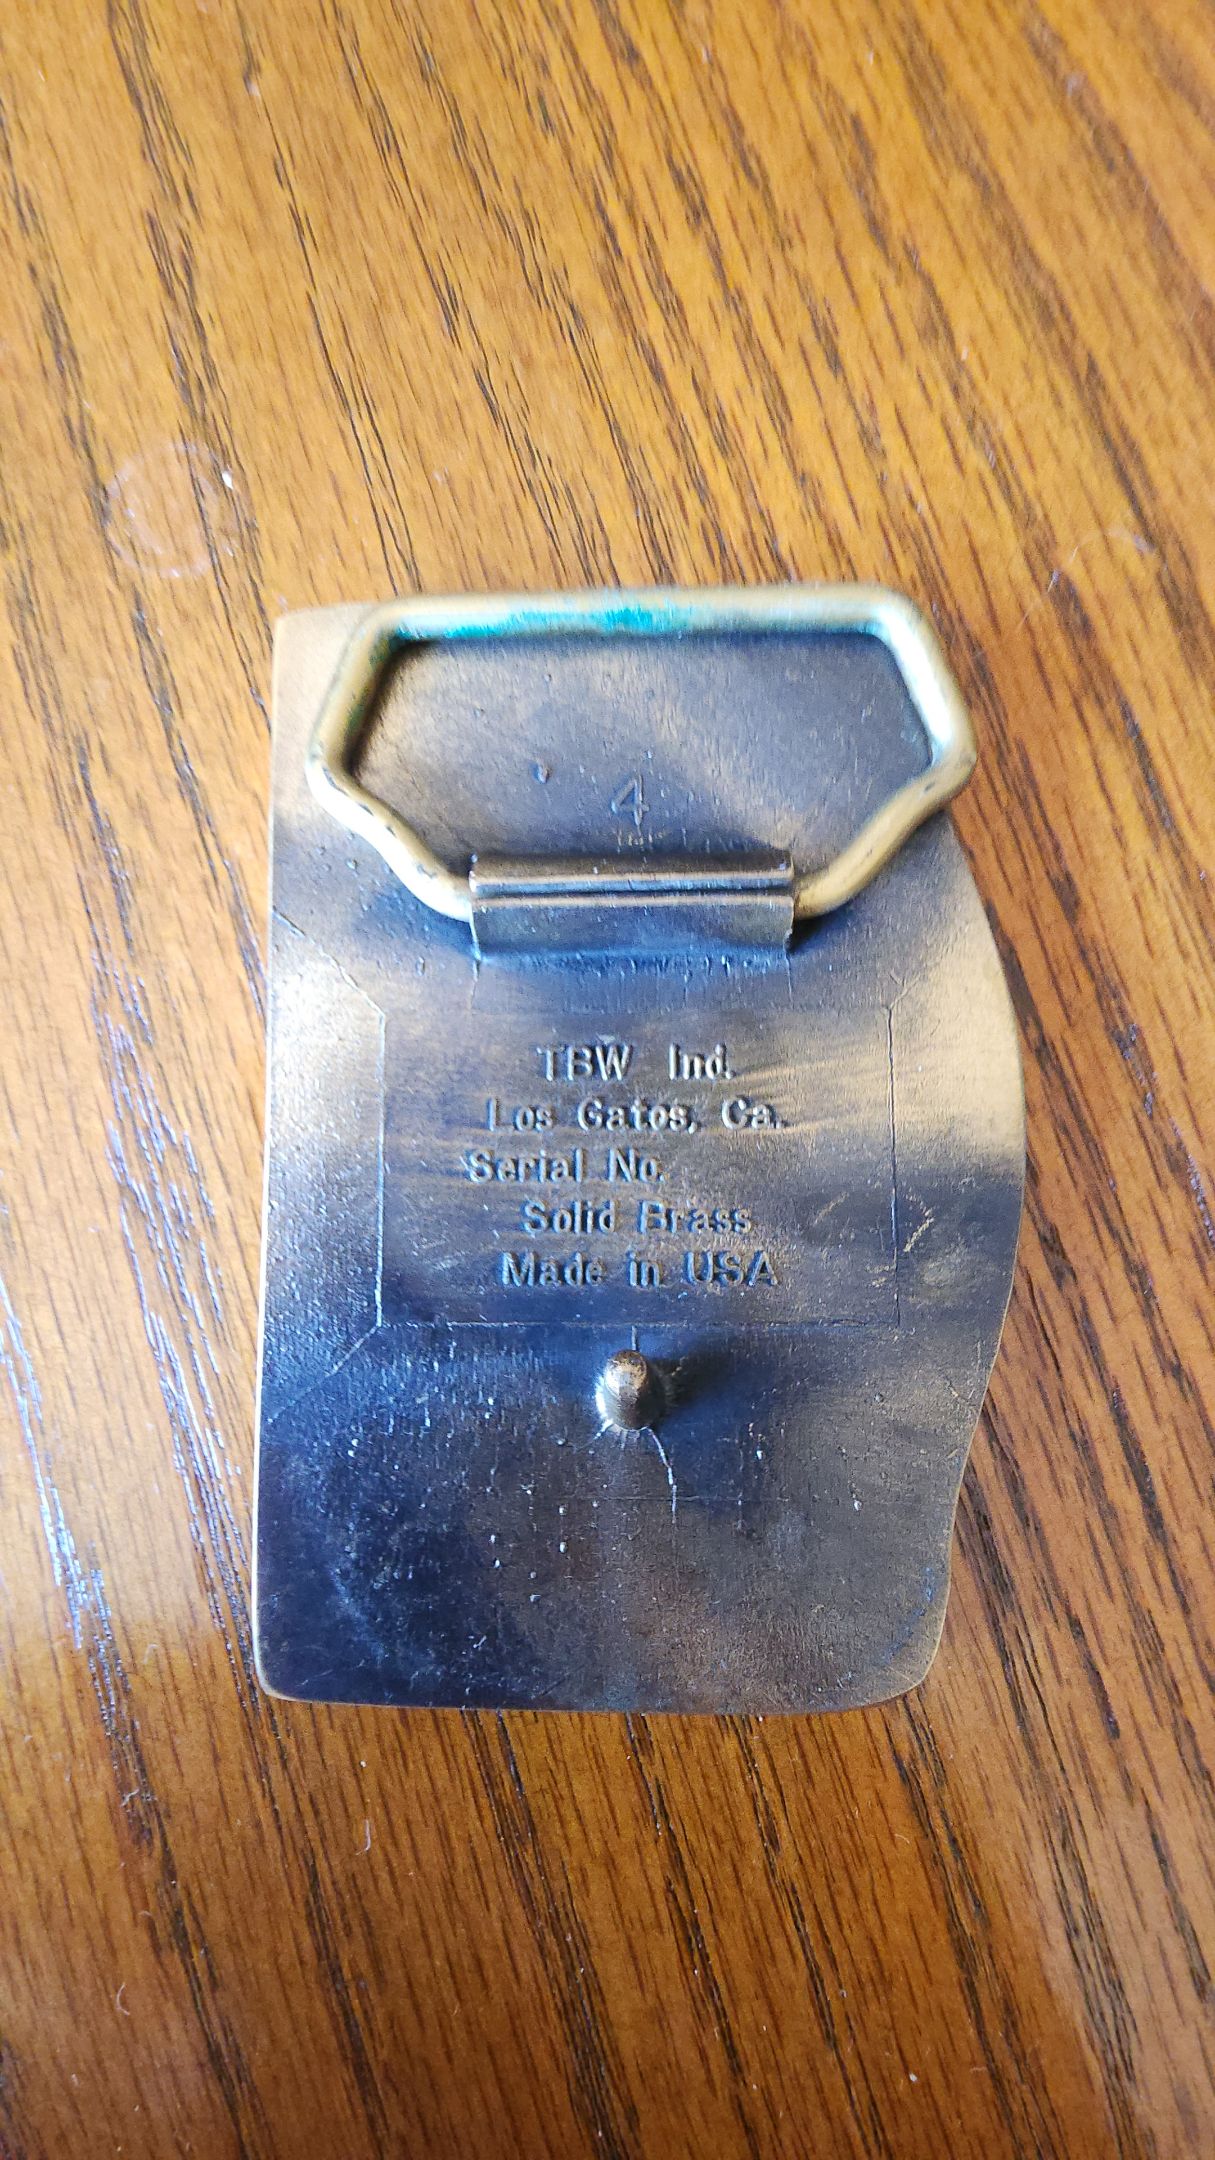 4
TBW Ind.
Los Gatos, Ca.
Serial No.
Solid Brass
Made in USA